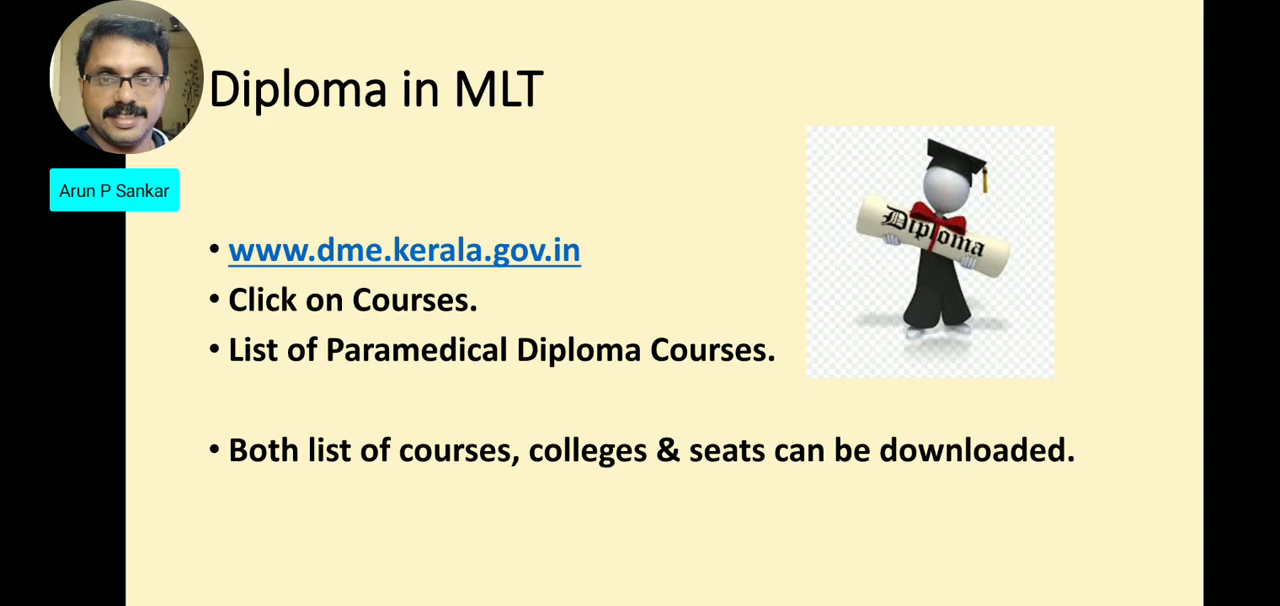 Diploma in MLT
Arun P Sankar
• www.dme.kerala.gov.in
• Click on Courses.
• List of Paramedical Diploma Courses.
• Both list of courses, colleges & seats can be downloaded.
Diploma